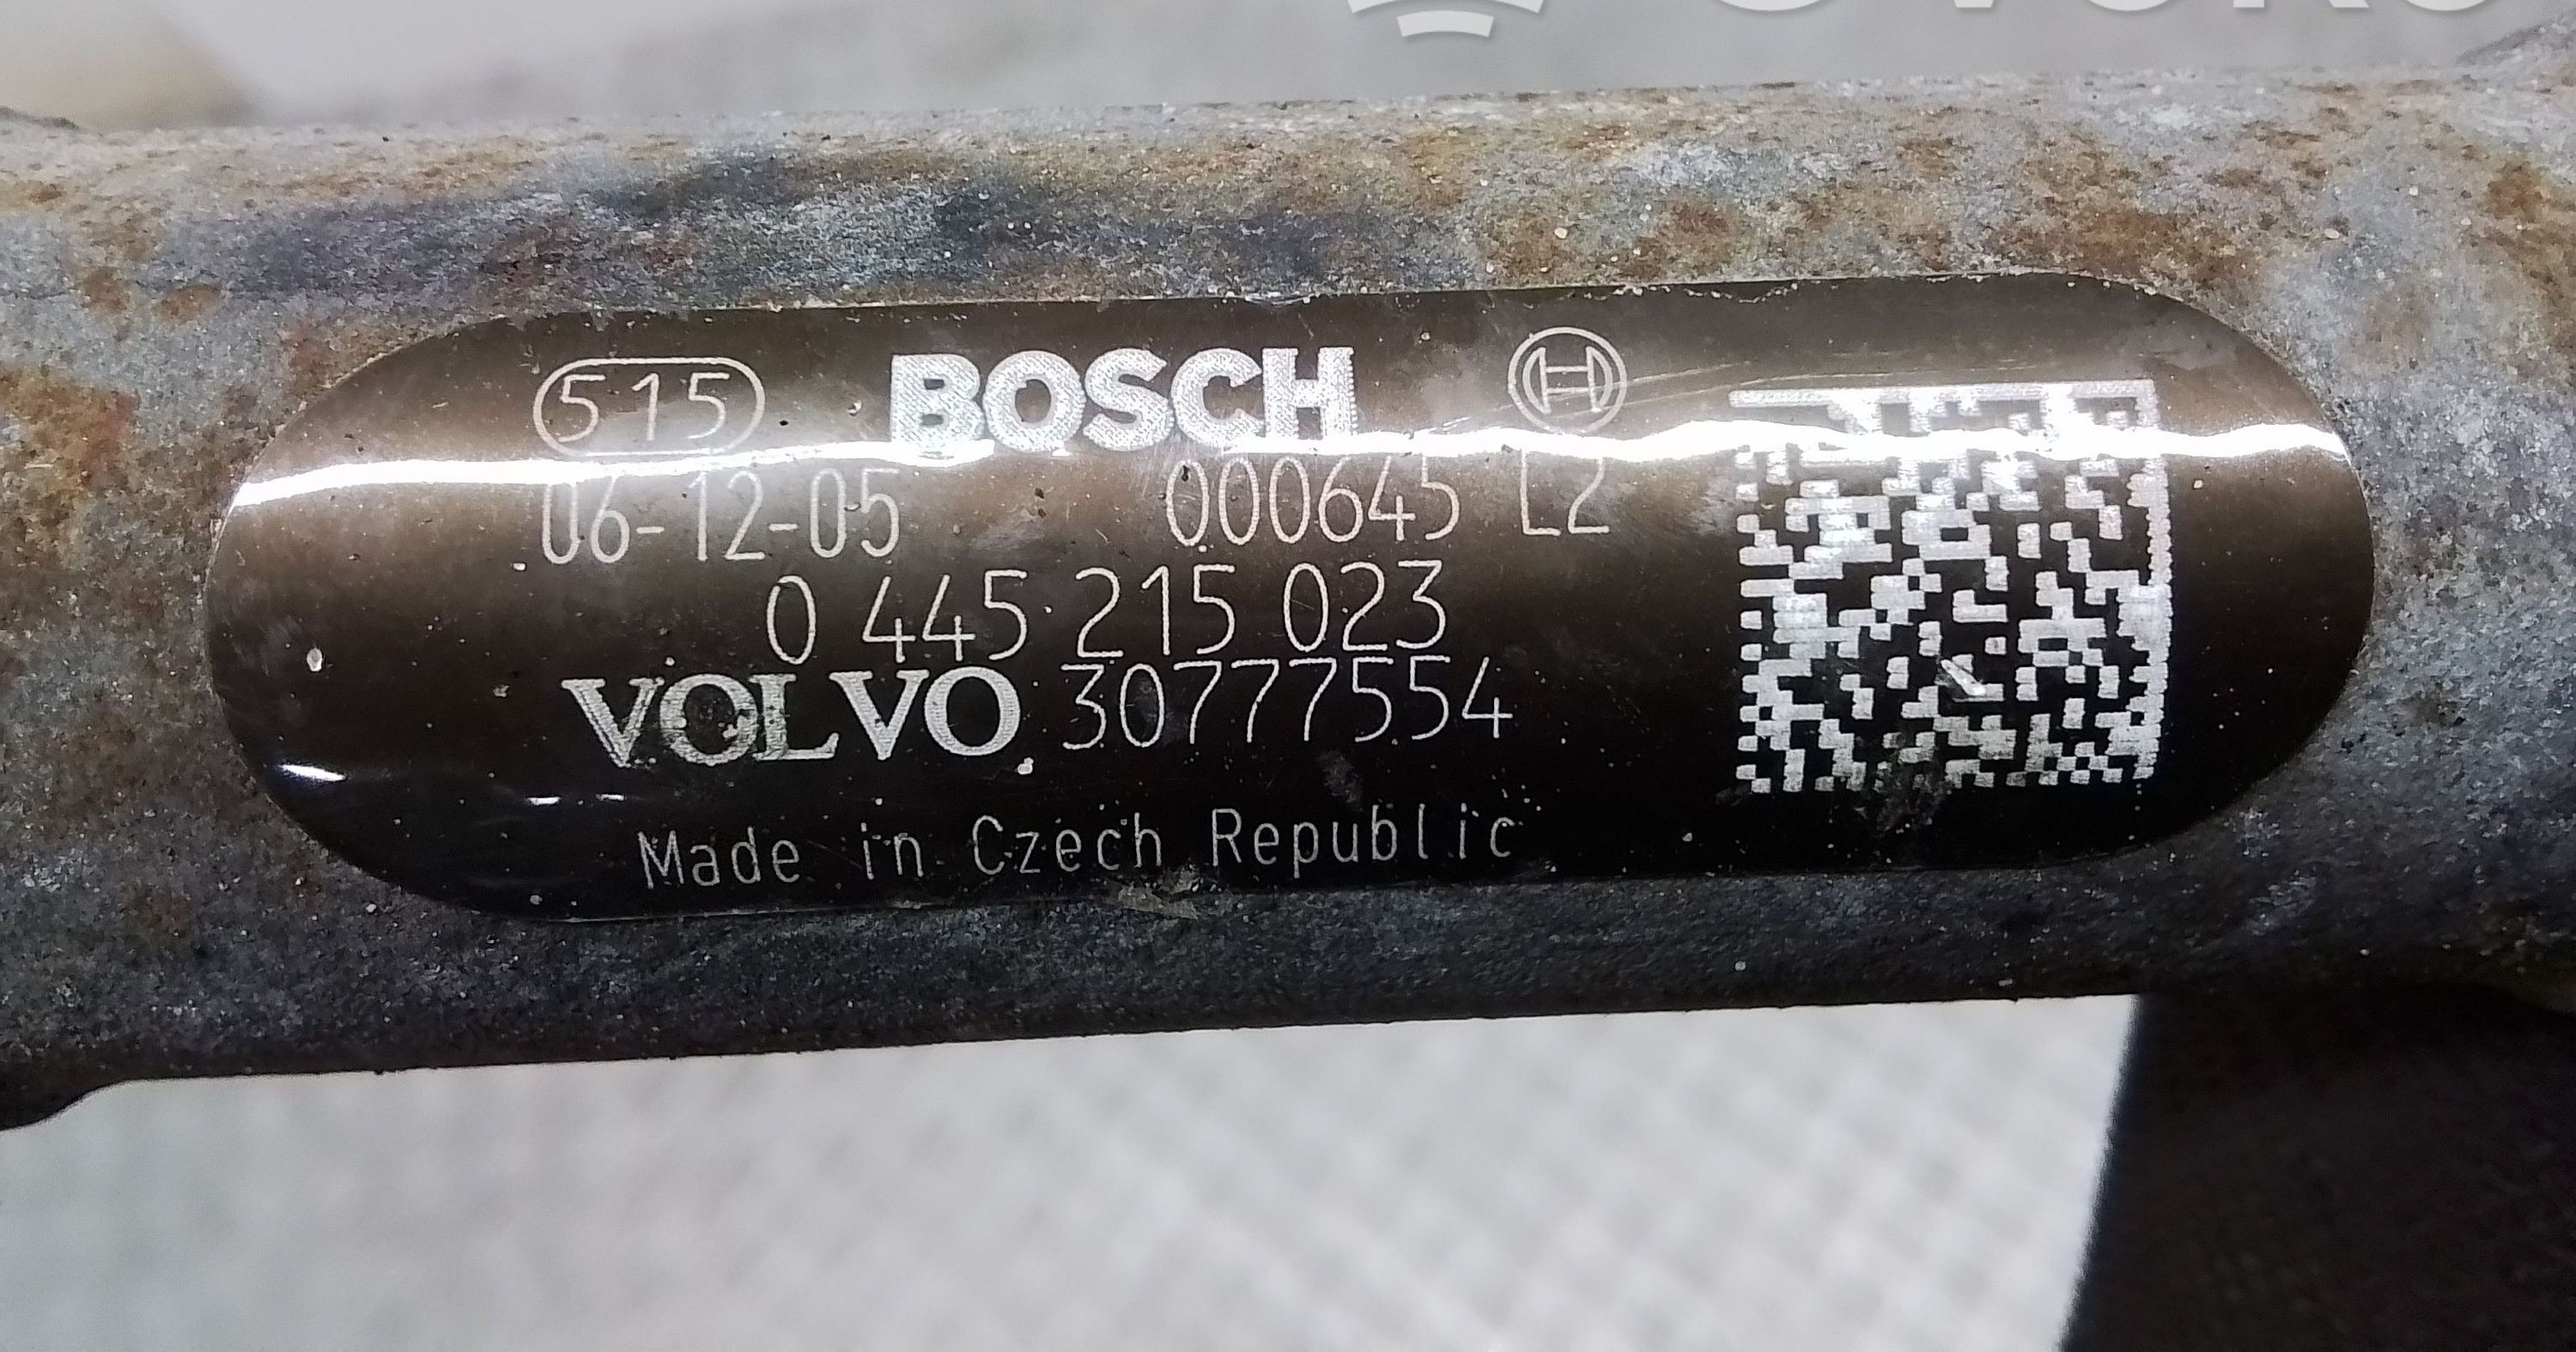 515 BOSCH
06-12-05 000645 L2
0 445 215 023
VOLVO 30777554
Made in Czech Republic